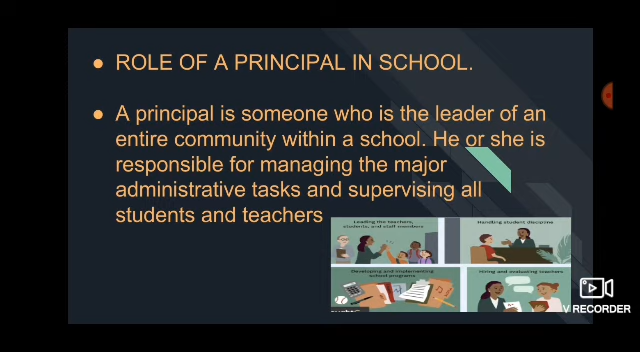 ROLE OF A PRINCIPAL IN SCHOOL.
A principal is someone who is the leader of an
entire community within a school. He or she is
responsible for managing the major
administrative tasks and supervising all
students and teachers
Leading the teachers,
students, and staff members
Handling student discipline
Developing and implementing
school programs
Hiring and evaluating teachers
V RECORDER